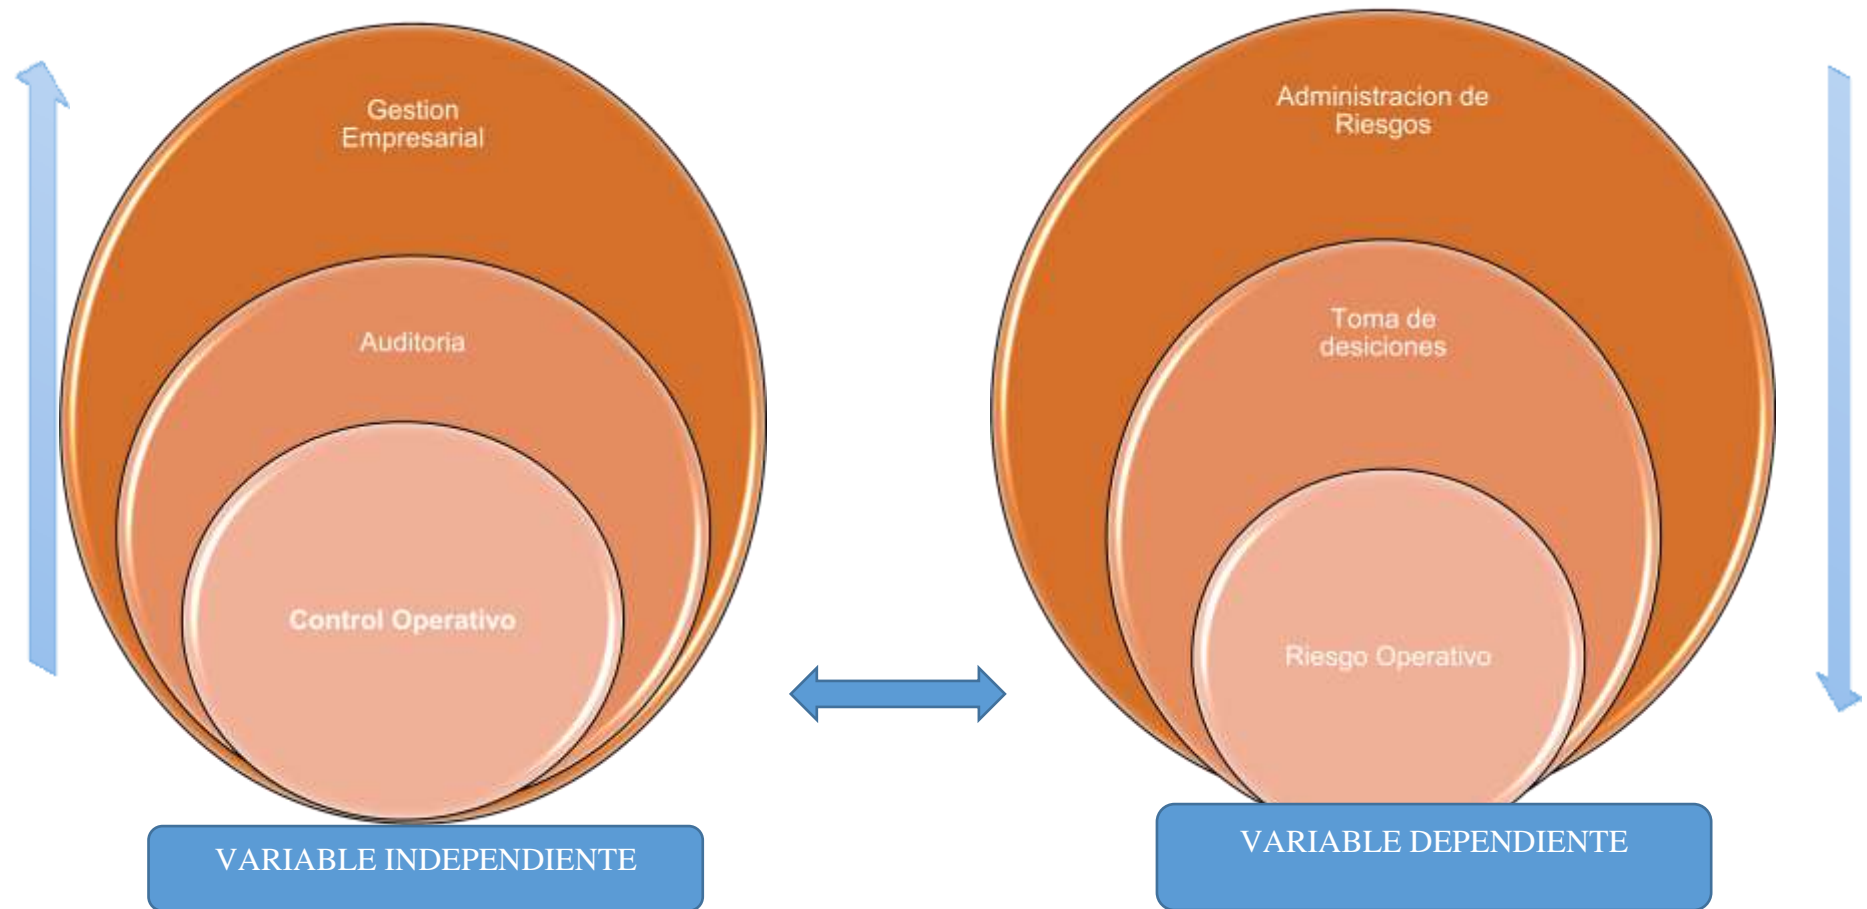 Gestion
Empresarial
Auditoria
Control Operativo
VARIABLE INDEPENDIENTE
Administracion de
Riesgos
Toma de
desiciones
Riesgo Operativo
VARIABLE DEPENDIENTE